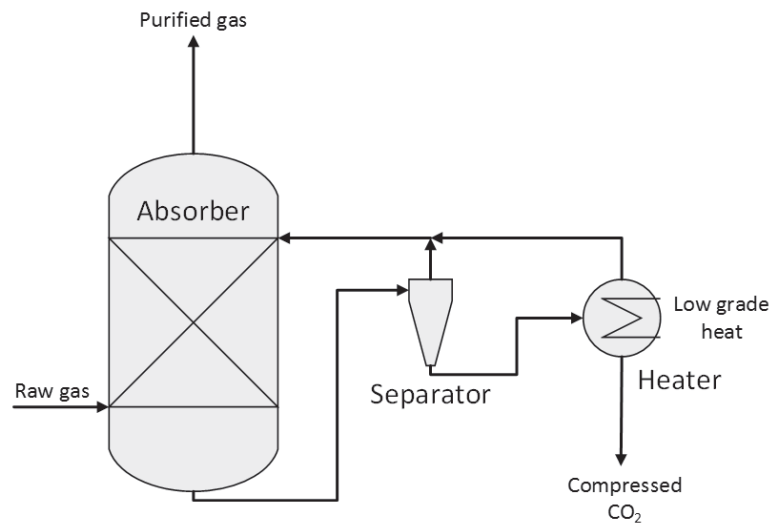 Purified gas
Absorber
Low grade
heat
Raw gas
Separator
Heater
Compressed
CO₂